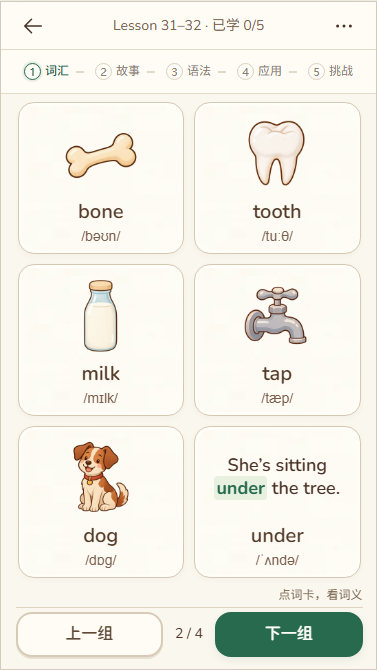 Lesson 31–32 · 已学 0/5
1 词汇 – 2 故事 – 3 语法 – 4 应用 – 5 挑战
bone
/bəʊn/
tooth
/tuːθ/
milk
/mɪlk/
tap
/tæp/
dog
/dɒɡ/
She’s sitting
under the tree.
under
/ˈʌndə/
点词卡，看词义
上一组
2 / 4
下一组